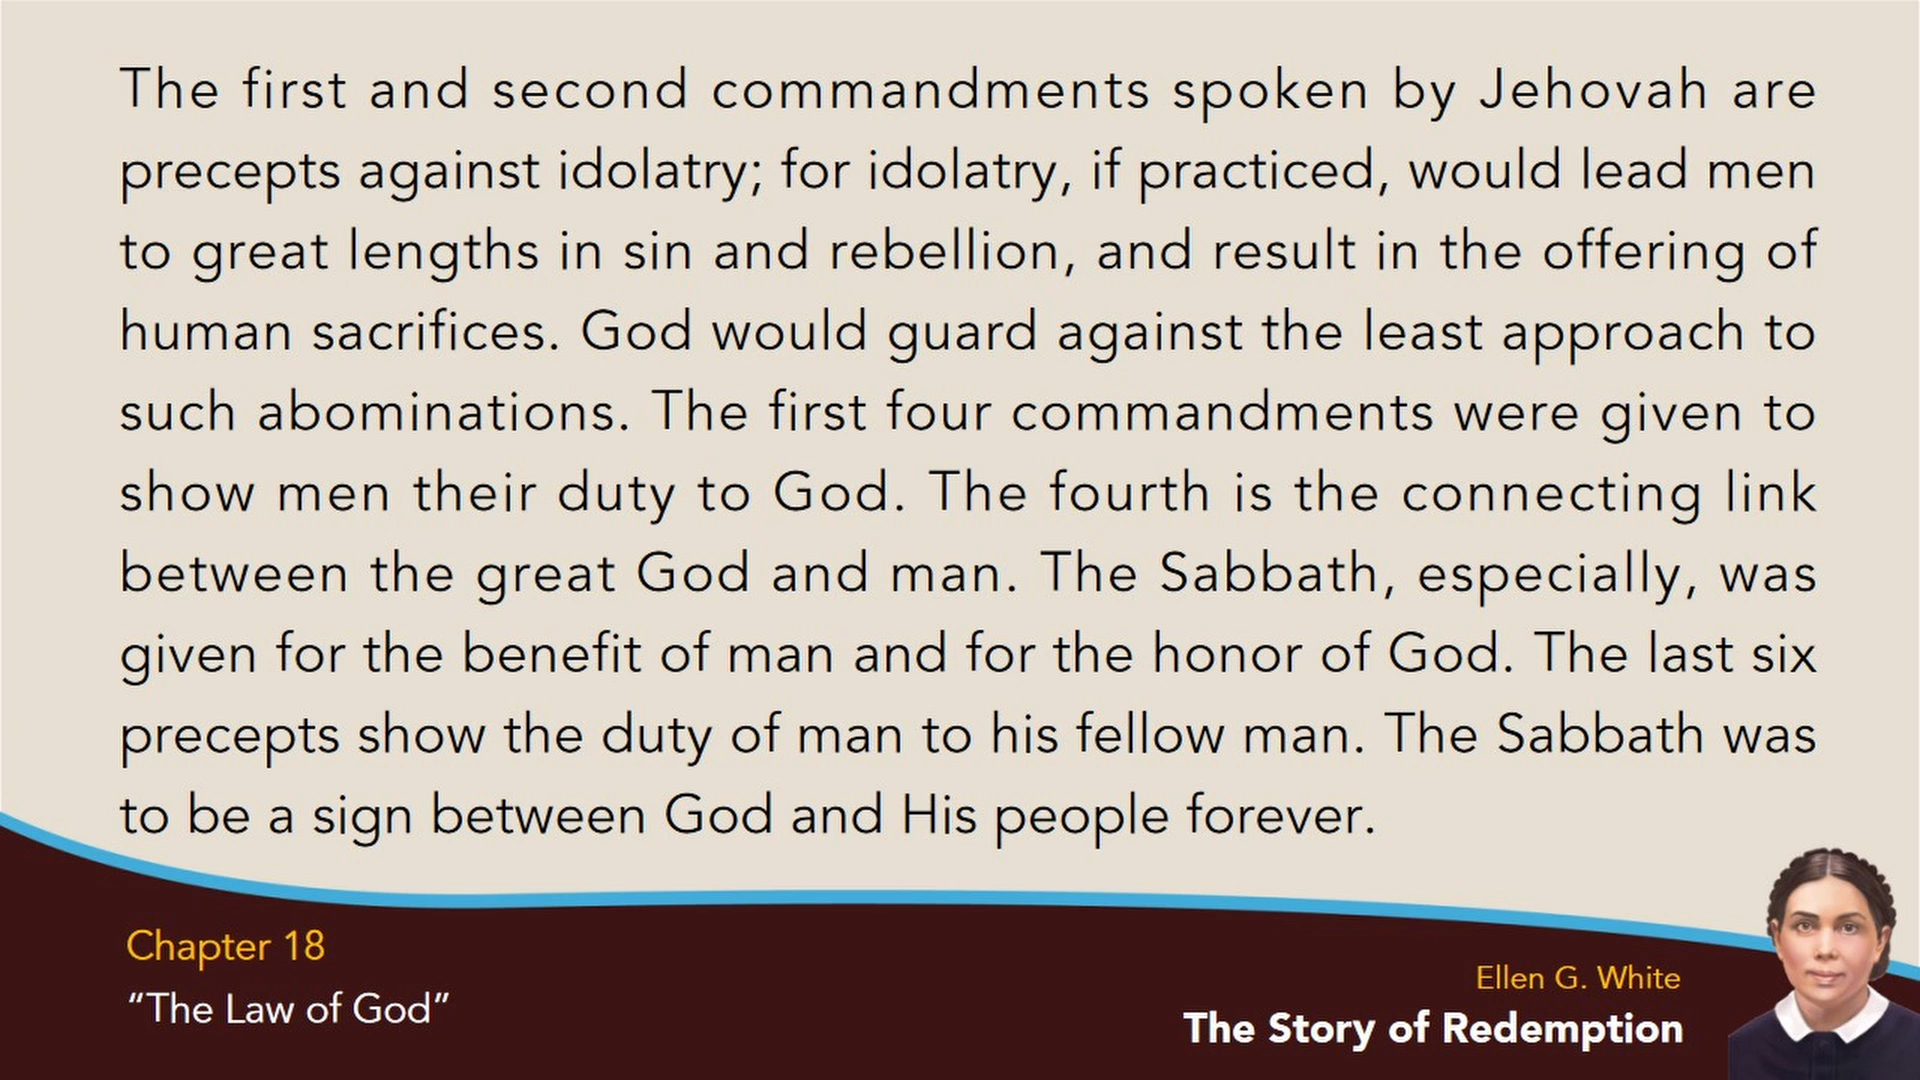 The first and second commandments spoken by Jehovah are
precepts against idolatry; for idolatry, if practiced, would lead men
to great lengths in sin and rebellion, and result in the offering of
human sacrifices. God would guard against the least approach to
such abominations. The first four commandments were given to
show men their duty to God. The fourth is the connecting link
between the great God and man. The Sabbath, especially, was
given for the benefit of man and for the honor of God. The last six
precepts show the duty of man to his fellow man. The Sabbath was
to be a sign between God and His people forever.
Chapter 18
“The Law of God”
Ellen G. White
The Story of Redemption